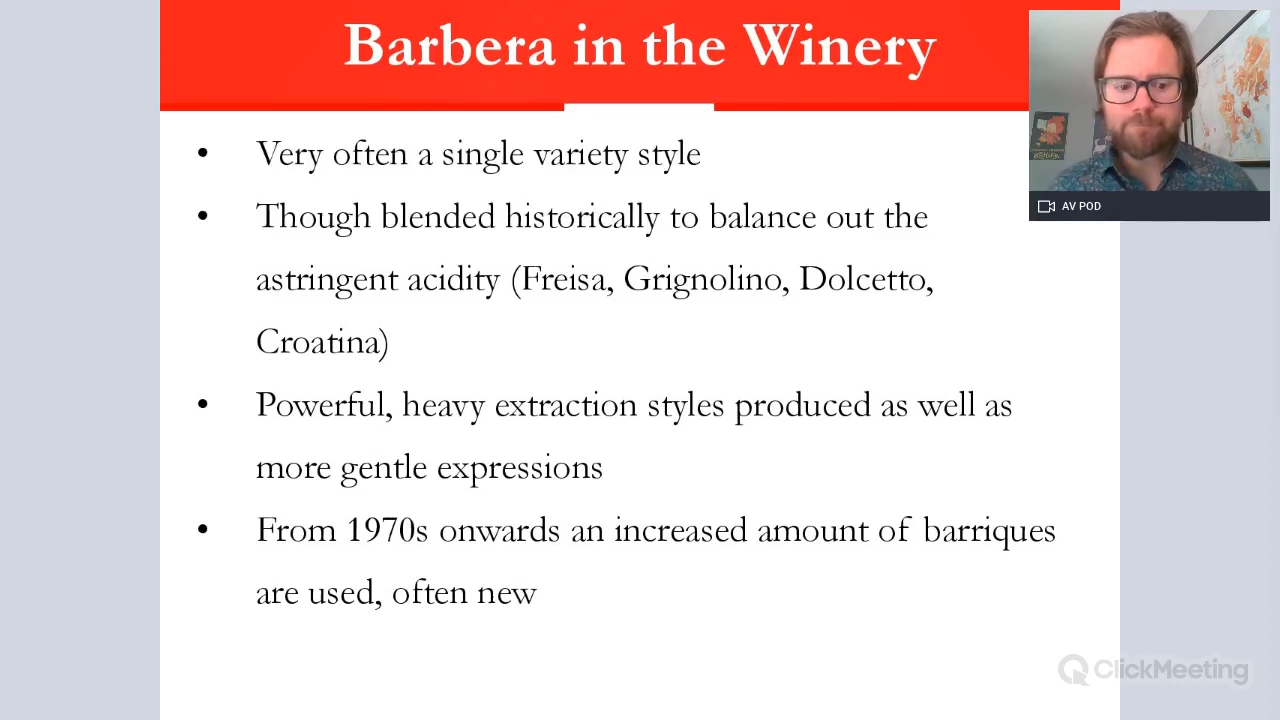 Barbera in the Winery
• Very often a single variety style
• Though blended historically to balance out the
astringent acidity (Freisa, Grignolino, Dolcetto,
Croatina)
• Powerful, heavy extraction styles produced as well as
more gentle expressions
• From 1970s onwards an increased amount of barriques
are used, often new
AV POD
ClickMeeting